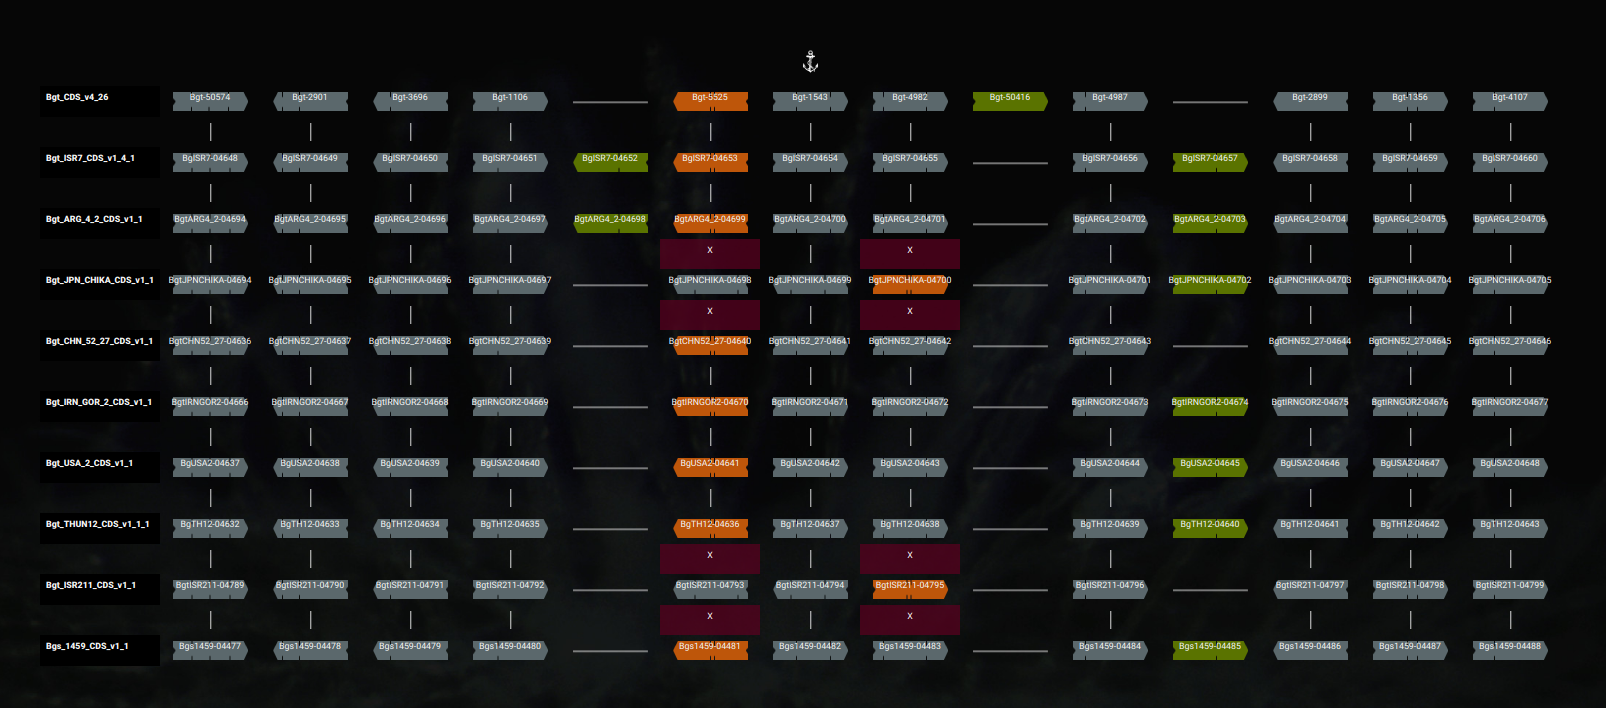 Bgt_CDS_v4_26 Bgt-50574 Bgt-2901 Bgt-3696 Bgt-1106 Bgt-5525 Bgt-1543 Bgt-4982 Bgt-50416 Bgt-4987 Bgt-2899 Bgt-1356 Bgt-4107
Bgt_ISR7_CDS_v1_4_1 BgISR7-04648 BgISR7-04649 BgISR7-04650 BgISR7-04651 BgISR7-04652 BgISR7-04653 BgISR7-04654 BgISR7-04655 BgISR7-04656 BgISR7-04657 BgISR7-04658 BgISR7-04659 BgISR7-04660
Bgt_ARG_4_2_CDS_v1_1 BgtARG4_2-04694 BgtARG4_2-04695 BgtARG4_2-04696 BgtARG4_2-04697 BgtARG4_2-04698 BgtARG4_2-04699 BgtARG4_2-04700 BgtARG4_2-04701 BgtARG4_2-04702 BgtARG4_2-04703 BgtARG4_2-04704 BgtARG4_2-04705 BgtARG4_2-04706
X X
Bgt_JPN_CHIKA_CDS_v1_1 BgtJPNCHIKA-04694 BgtJPNCHIKA-04695 BgtJPNCHIKA-04696 BgtJPNCHIKA-04697 BgtJPNCHIKA-04698 BgtJPNCHIKA-04699 BgtJPNCHIKA-04700 BgtJPNCHIKA-04701 BgtJPNCHIKA-04702 BgtJPNCHIKA-04703 BgtJPNCHIKA-04704 BgtJPNCHIKA-04705
X X
Bgt_CHN_52_27_CDS_v1_1 BgtCHN52_27-04636 BgtCHN52_27-04637 BgtCHN52_27-04638 BgtCHN52_27-04639 BgtCHN52_27-04640 BgtCHN52_27-04641 BgtCHN52_27-04642 BgtCHN52_27-04643 BgtCHN52_27-04644 BgtCHN52_27-04645 BgtCHN52_27-04646
Bgt_IRN_GOR_2_CDS_v1_1 BgtIRNGOR2-04666 BgtIRNGOR2-04667 BgtIRNGOR2-04668 BgtIRNGOR2-04669 BgtIRNGOR2-04670 BgtIRNGOR2-04671 BgtIRNGOR2-04672 BgtIRNGOR2-04673 BgtIRNGOR2-04674 BgtIRNGOR2-04675 BgtIRNGOR2-04676 BgtIRNGOR2-04677
Bgt_USA_2_CDS_v1_1 BgUSA2-04637 BgUSA2-04638 BgUSA2-04639 BgUSA2-04640 BgUSA2-04641 BgUSA2-04642 BgUSA2-04643 BgUSA2-04644 BgUSA2-04645 BgUSA2-04646 BgUSA2-04647 BgUSA2-04648
Bgt_THUN12_CDS_v1_1_1 BgTH12-04632 BgTH12-04633 BgTH12-04634 BgTH12-04635 BgTH12-04636 BgTH12-04637 BgTH12-04638 BgTH12-04639 BgTH12-04640 BgTH12-04641 BgTH12-04642 BgTH12-04643
X X
Bgt_ISR211_CDS_v1_1 BgtISR211-04789 BgtISR211-04790 BgtISR211-04791 BgtISR211-04792 BgtISR211-04793 BgtISR211-04794 BgtISR211-04795 BgtISR211-04796 BgtISR211-04797 BgtISR211-04798 BgtISR211-04799
X X
Bgs_1459_CDS_v1_1 Bgs1459-04477 Bgs1459-04478 Bgs1459-04479 Bgs1459-04480 Bgs1459-04481 Bgs1459-04482 Bgs1459-04483 Bgs1459-04484 Bgs1459-04485 Bgs1459-04486 Bgs1459-04487 Bgs1459-04488